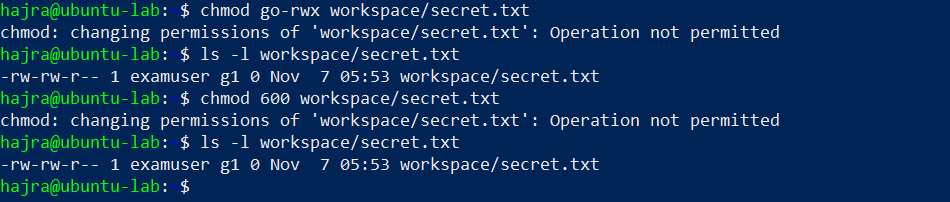 hajra@ubuntu-lab:~$ chmod go-rwx workspace/secret.txt
chmod: changing permissions of 'workspace/secret.txt': Operation not permitted
hajra@ubuntu-lab:~$ ls -l workspace/secret.txt
-rw-rw-r-- 1 examuser g1 0 Nov  7 05:53 workspace/secret.txt
hajra@ubuntu-lab:~$ chmod 600 workspace/secret.txt
chmod: changing permissions of 'workspace/secret.txt': Operation not permitted
hajra@ubuntu-lab:~$ ls -l workspace/secret.txt
-rw-rw-r-- 1 examuser g1 0 Nov  7 05:53 workspace/secret.txt
hajra@ubuntu-lab:~$